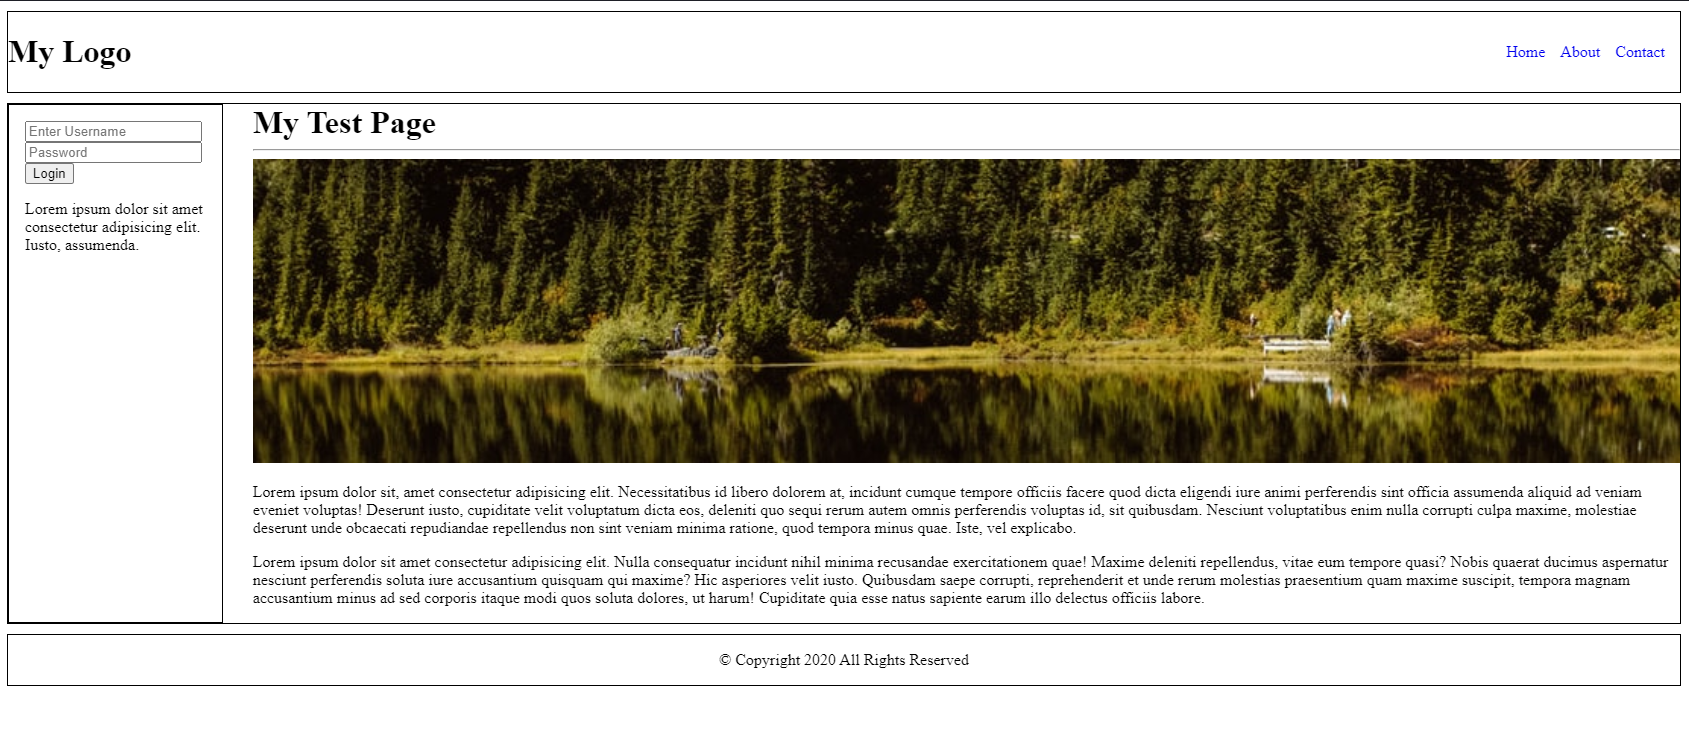 My Logo
Home About Contact
Enter Username
Password
Login
Lorem ipsum dolor sit amet
consectetur adipisicing elit.
Iusto, assumenda.
My Test Page
Lorem ipsum dolor sit, amet consectetur adipisicing elit. Necessitatibus id libero dolorem at, incidunt cumque tempore officiis facere quod dicta eligendi iure animi perferendis sint officia assumenda aliquid ad veniam
eveniet voluptas! Deserunt iusto, cupiditate velit voluptatum dicta eos, deleniti quo sequi rerum autem omnis perferendis voluptas id, sit quibusdam. Nesciunt voluptatibus enim nulla corrupti culpa maxime, molestiae
deserunt unde obcaecati repudiandae repellendus non sint veniam minima ratione, quod tempora minus quae. Iste, vel explicabo.
Lorem ipsum dolor sit amet consectetur adipisicing elit. Nulla consequatur incidunt nihil minima recusandae exercitationem quae! Maxime deleniti repellendus, vitae eum tempore quasi? Nobis quaerat ducimus aspernatur
nesciunt perferendis soluta iure accusantium quisquam qui maxime? Hic asperiores velit iusto. Quibusdam saepe corrupti, reprehenderit et unde rerum molestias praesentium quam maxime suscipit, tempora magnam
accusantium minus ad sed corporis itaque modi quos soluta dolores, ut harum! Cupiditate quia esse natus sapiente earum illo delectus officiis labore.
© Copyright 2020 All Rights Reserved